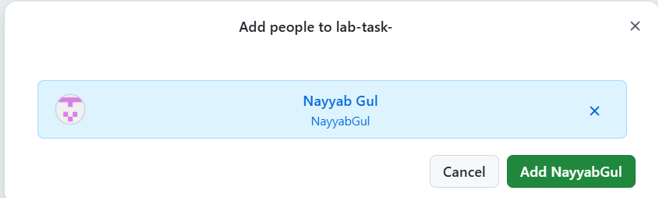 Add people to lab-task-
Nayyab Gul
NayyabGul
Cancel
Add NayyabGul